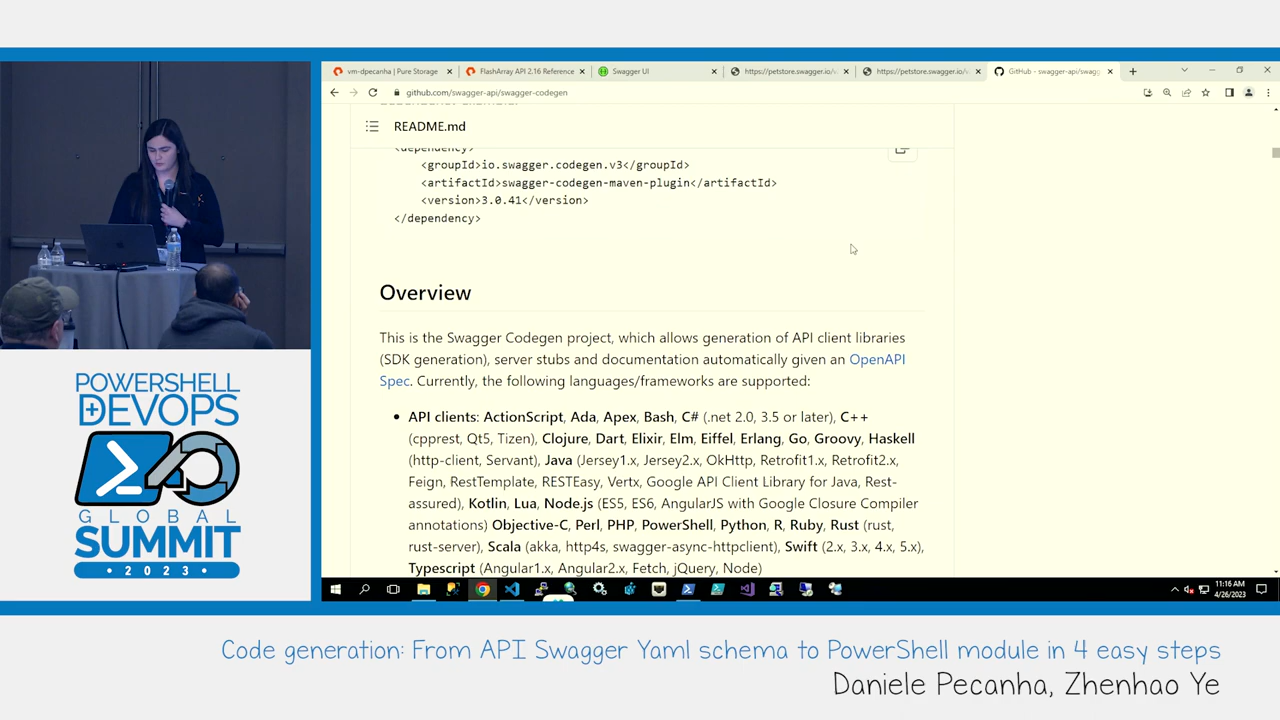 vm-dpecanha | Pure Storage
FlashArray API 2.16 Reference
Swagger UI
https://petstore.swagger.io/v
https://petstore.swagger.io/v
GitHub - swagger-api/swagg
github.com/swagger-api/swagger-codegen
README.md
<dependency>
<groupId>io.swagger.codegen.v3</groupId>
<artifactId>swagger-codegen-maven-plugin</artifactId>
<version>3.0.41</version>
</dependency>
Overview
This is the Swagger Codegen project, which allows generation of API client libraries
(SDK generation), server stubs and documentation automatically given an OpenAPI
Spec. Currently, the following languages/frameworks are supported:
• API clients: ActionScript, Ada, Apex, Bash, C# (.net 2.0, 3.5 or later), C++
(cpprest, Qt5, Tizen), Clojure, Dart, Elixir, Elm, Eiffel, Erlang, Go, Groovy, Haskell
(http-client, Servant), Java (Jersey1.x, Jersey2.x, OkHttp, Retrofit1.x, Retrofit2.x,
Feign, RestTemplate, RESTEasy, Vertx, Google API Client Library for Java, Rest-
assured), Kotlin, Lua, Node.js (ES5, ES6, AngularJS with Google Closure Compiler
annotations) Objective-C, Perl, PHP, PowerShell, Python, R, Ruby, Rust (rust,
rust-server), Scala (akka, http4s, swagger-async-httpclient), Swift (2.x, 3.x, 4.x, 5.x),
Typescript (Angular1.x, Angular2.x, Fetch, jQuery, Node)
11:16 AM
4/26/2023
POWERSHELL
+DEVOPS
GLOBAL
SUMMIT
• 2023 •
Code generation: From API Swagger Yaml schema to PowerShell module in 4 easy steps
Daniele Pecanha, Zhenhao Ye